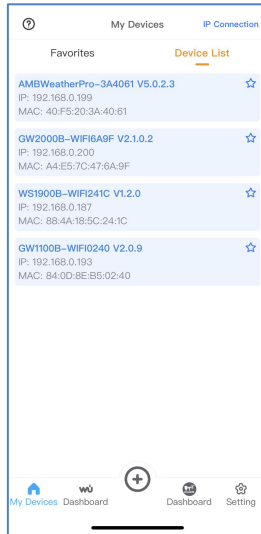 My Devices
IP Connection
Favorites
Device List
AMBWeatherPro-3A4061 V5.0.2.3
IP: 192.168.0.199
MAC: 40:F5:20:3A:40:61
GW2000B-WIFI6A9F V2.1.0.2
IP: 192.168.0.200
MAC: A4:E5:7C:47:6A:9F
WS1900B-WIFI241C V1.2.0
IP: 192.168.0.187
MAC: 88:4A:18:5C:24:1C
GW1100B-WIFI0240 V2.0.9
IP: 192.168.0.193
MAC: 84:0D:8E:B5:02:40
wu
My Devices
Dashboard
Dashboard
Setting